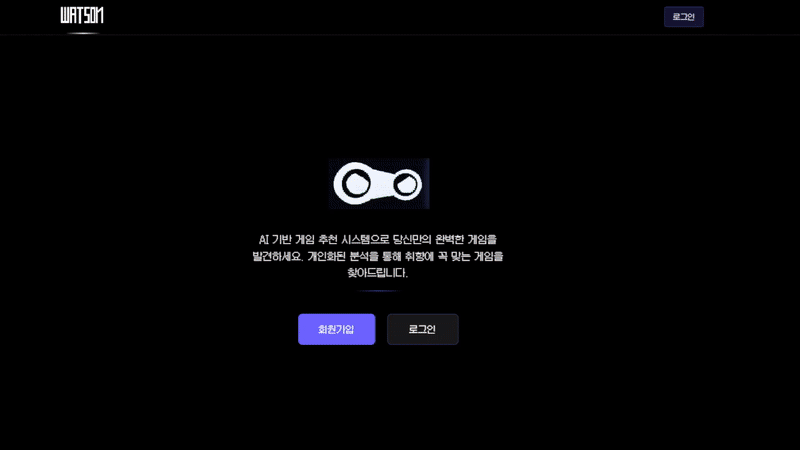 WATSON
로그인
AI 기반 게임 추천 시스템으로 당신만의 완벽한 게임을
발견하세요. 개인화된 분석을 통해 취향에 꼭 맞는 게임을
찾아드립니다.
회원가입
로그인